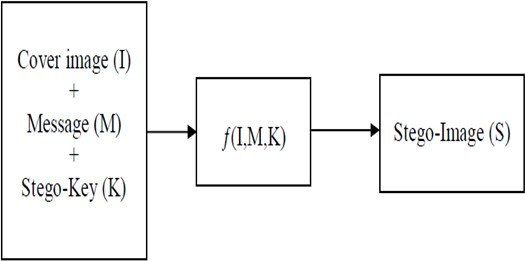 Cover image (I)
+
Message (M)
+
Stego-Key (K)
f(I,M,K)
Stego-Image (S)